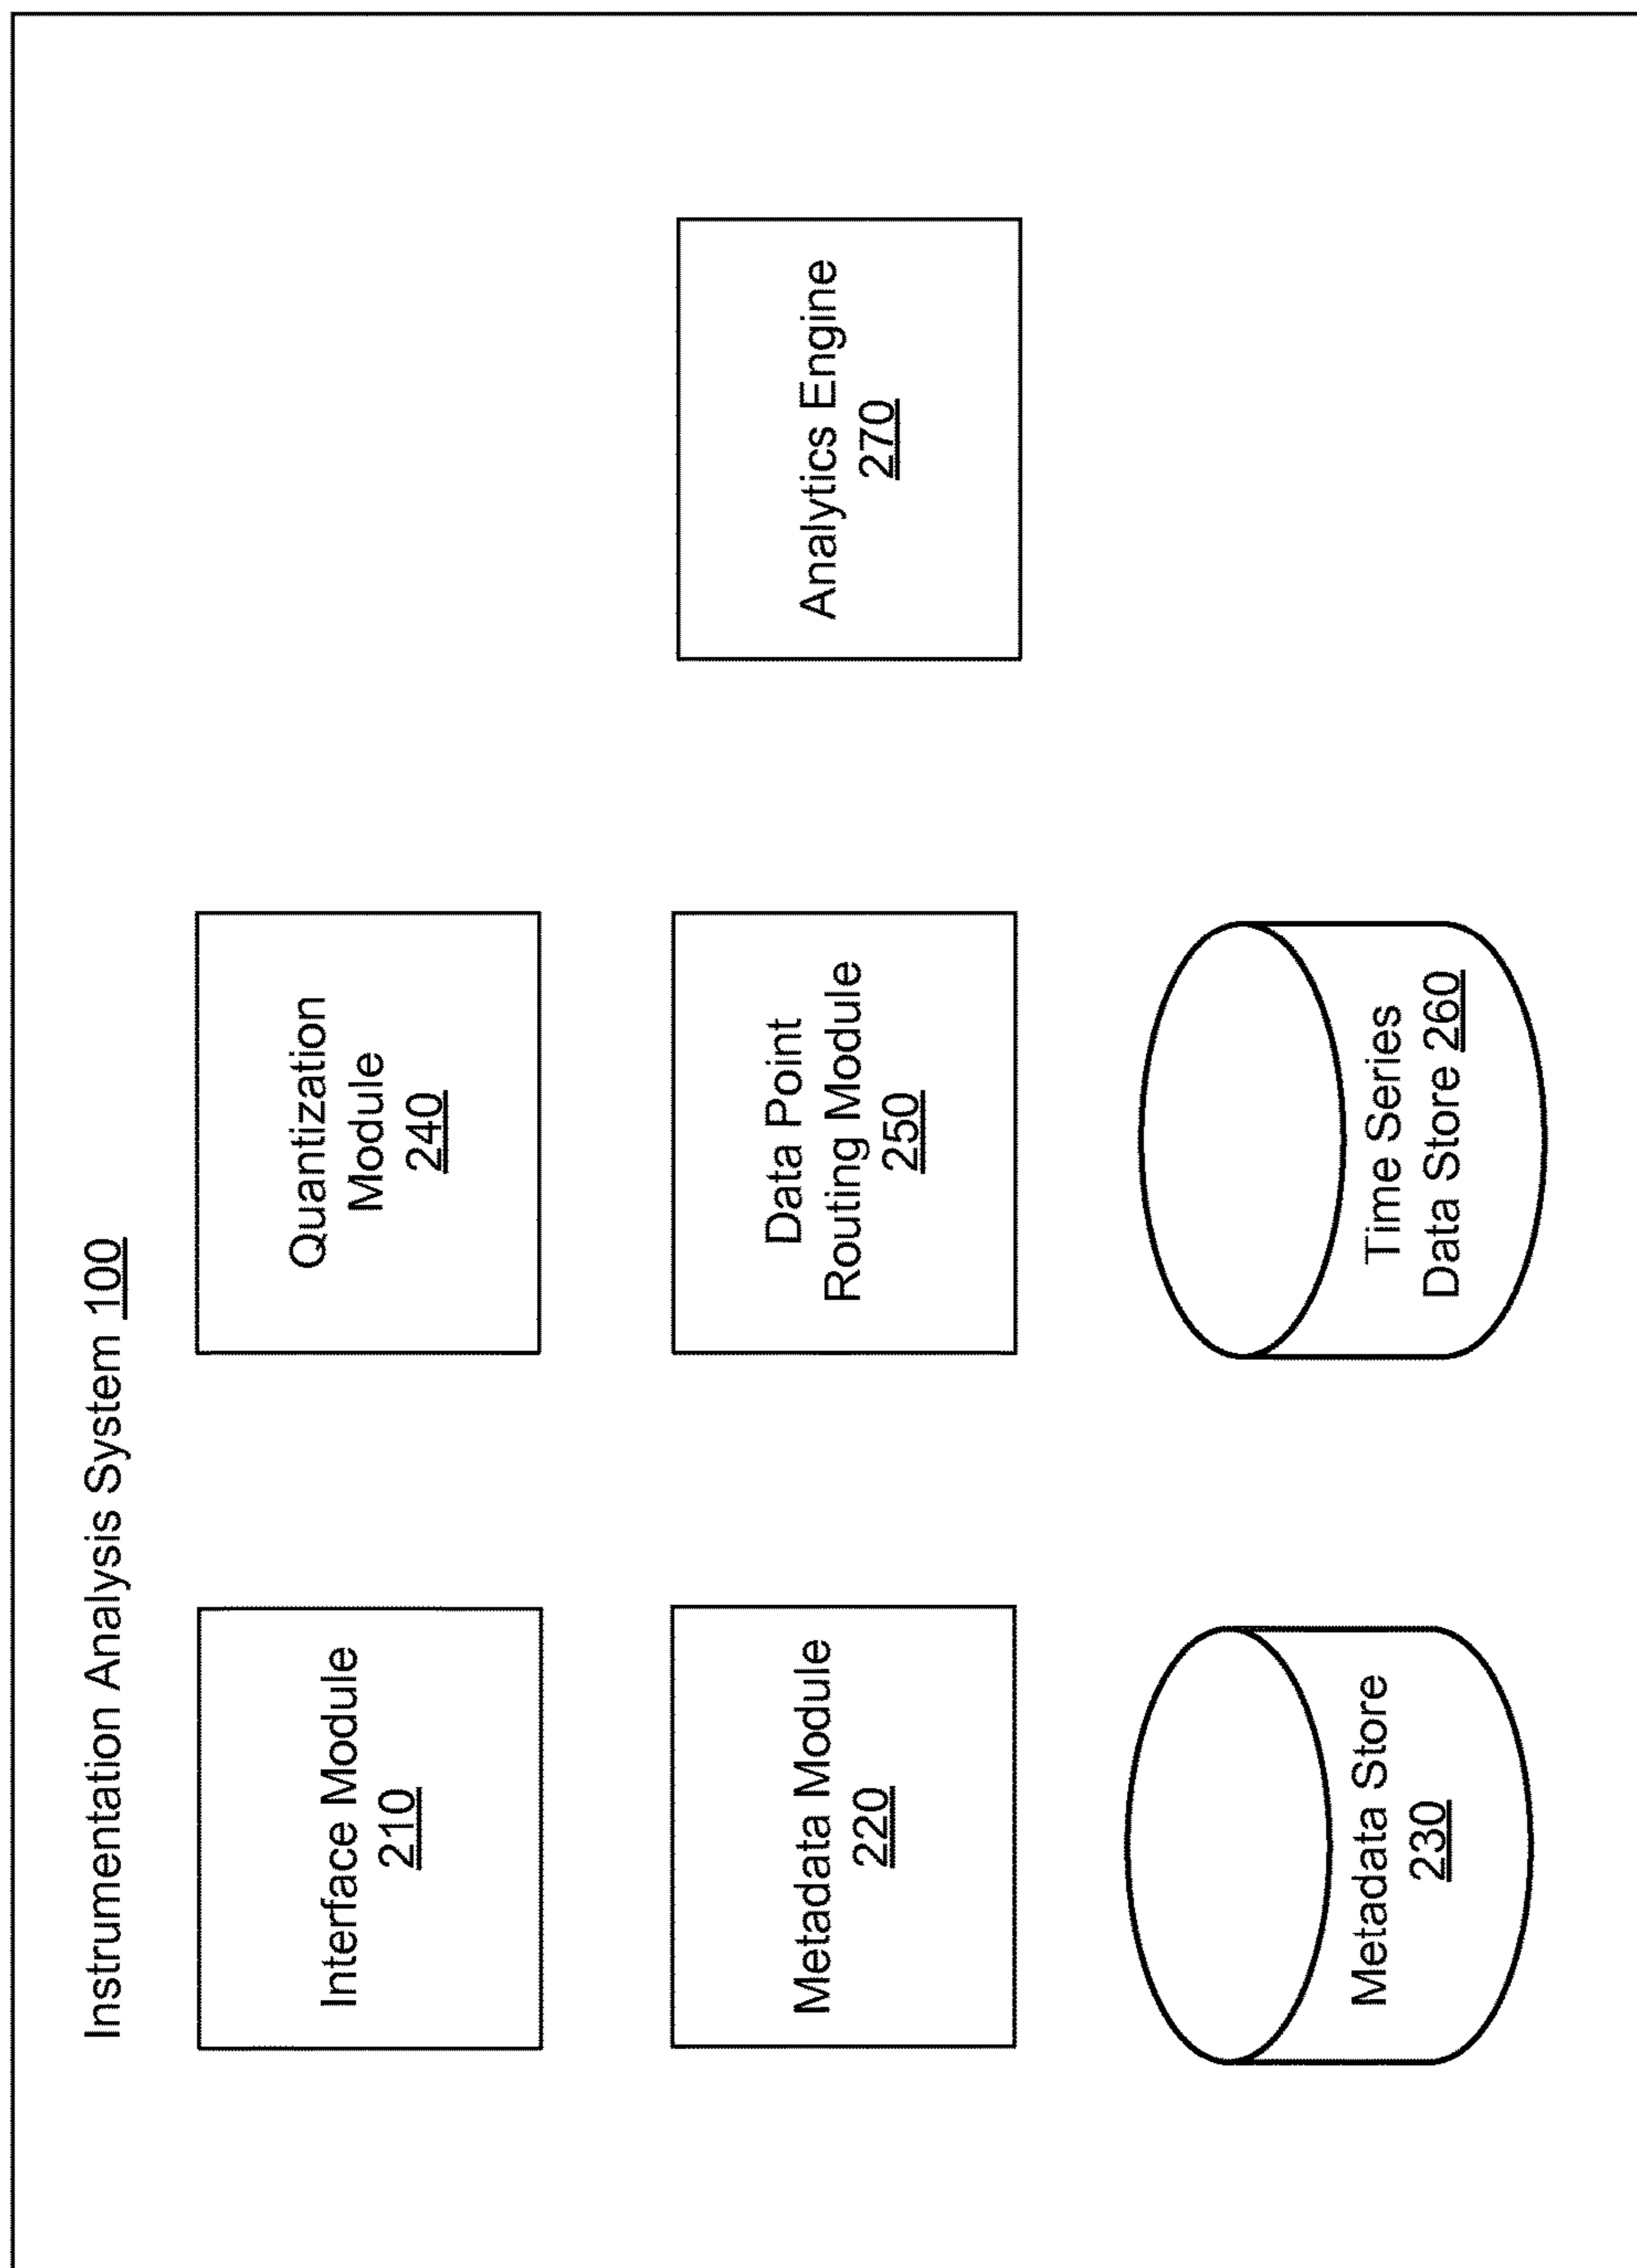 Instrumentation Analysis System 100
Interface Module
210
Quantization
Module
240
Metadata Module
220
Data Point
Routing Module
250
Analytics Engine
270
Metadata Store
230
Time Series
Data Store 260